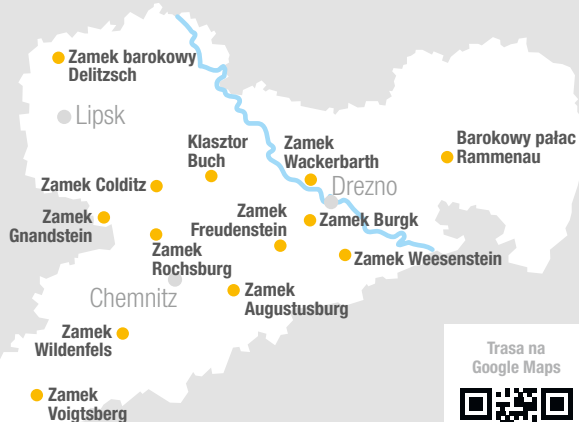 Zamek barokowy
Delitzsch
Lipsk
Klasztor
Buch
Zamek
Wackerbarth
Barokowy pałac
Rammenau
Zamek Colditz
Drezno
Zamek
Gnandstein
Zamek
Freudenstein
Zamek Burgk
Zamek
Rochsburg
Zamek Weesenstein
Chemnitz
Zamek
Augustusburg
Zamek
Wildenfels
Trasa na
Google Maps
Zamek
Voigtsberg